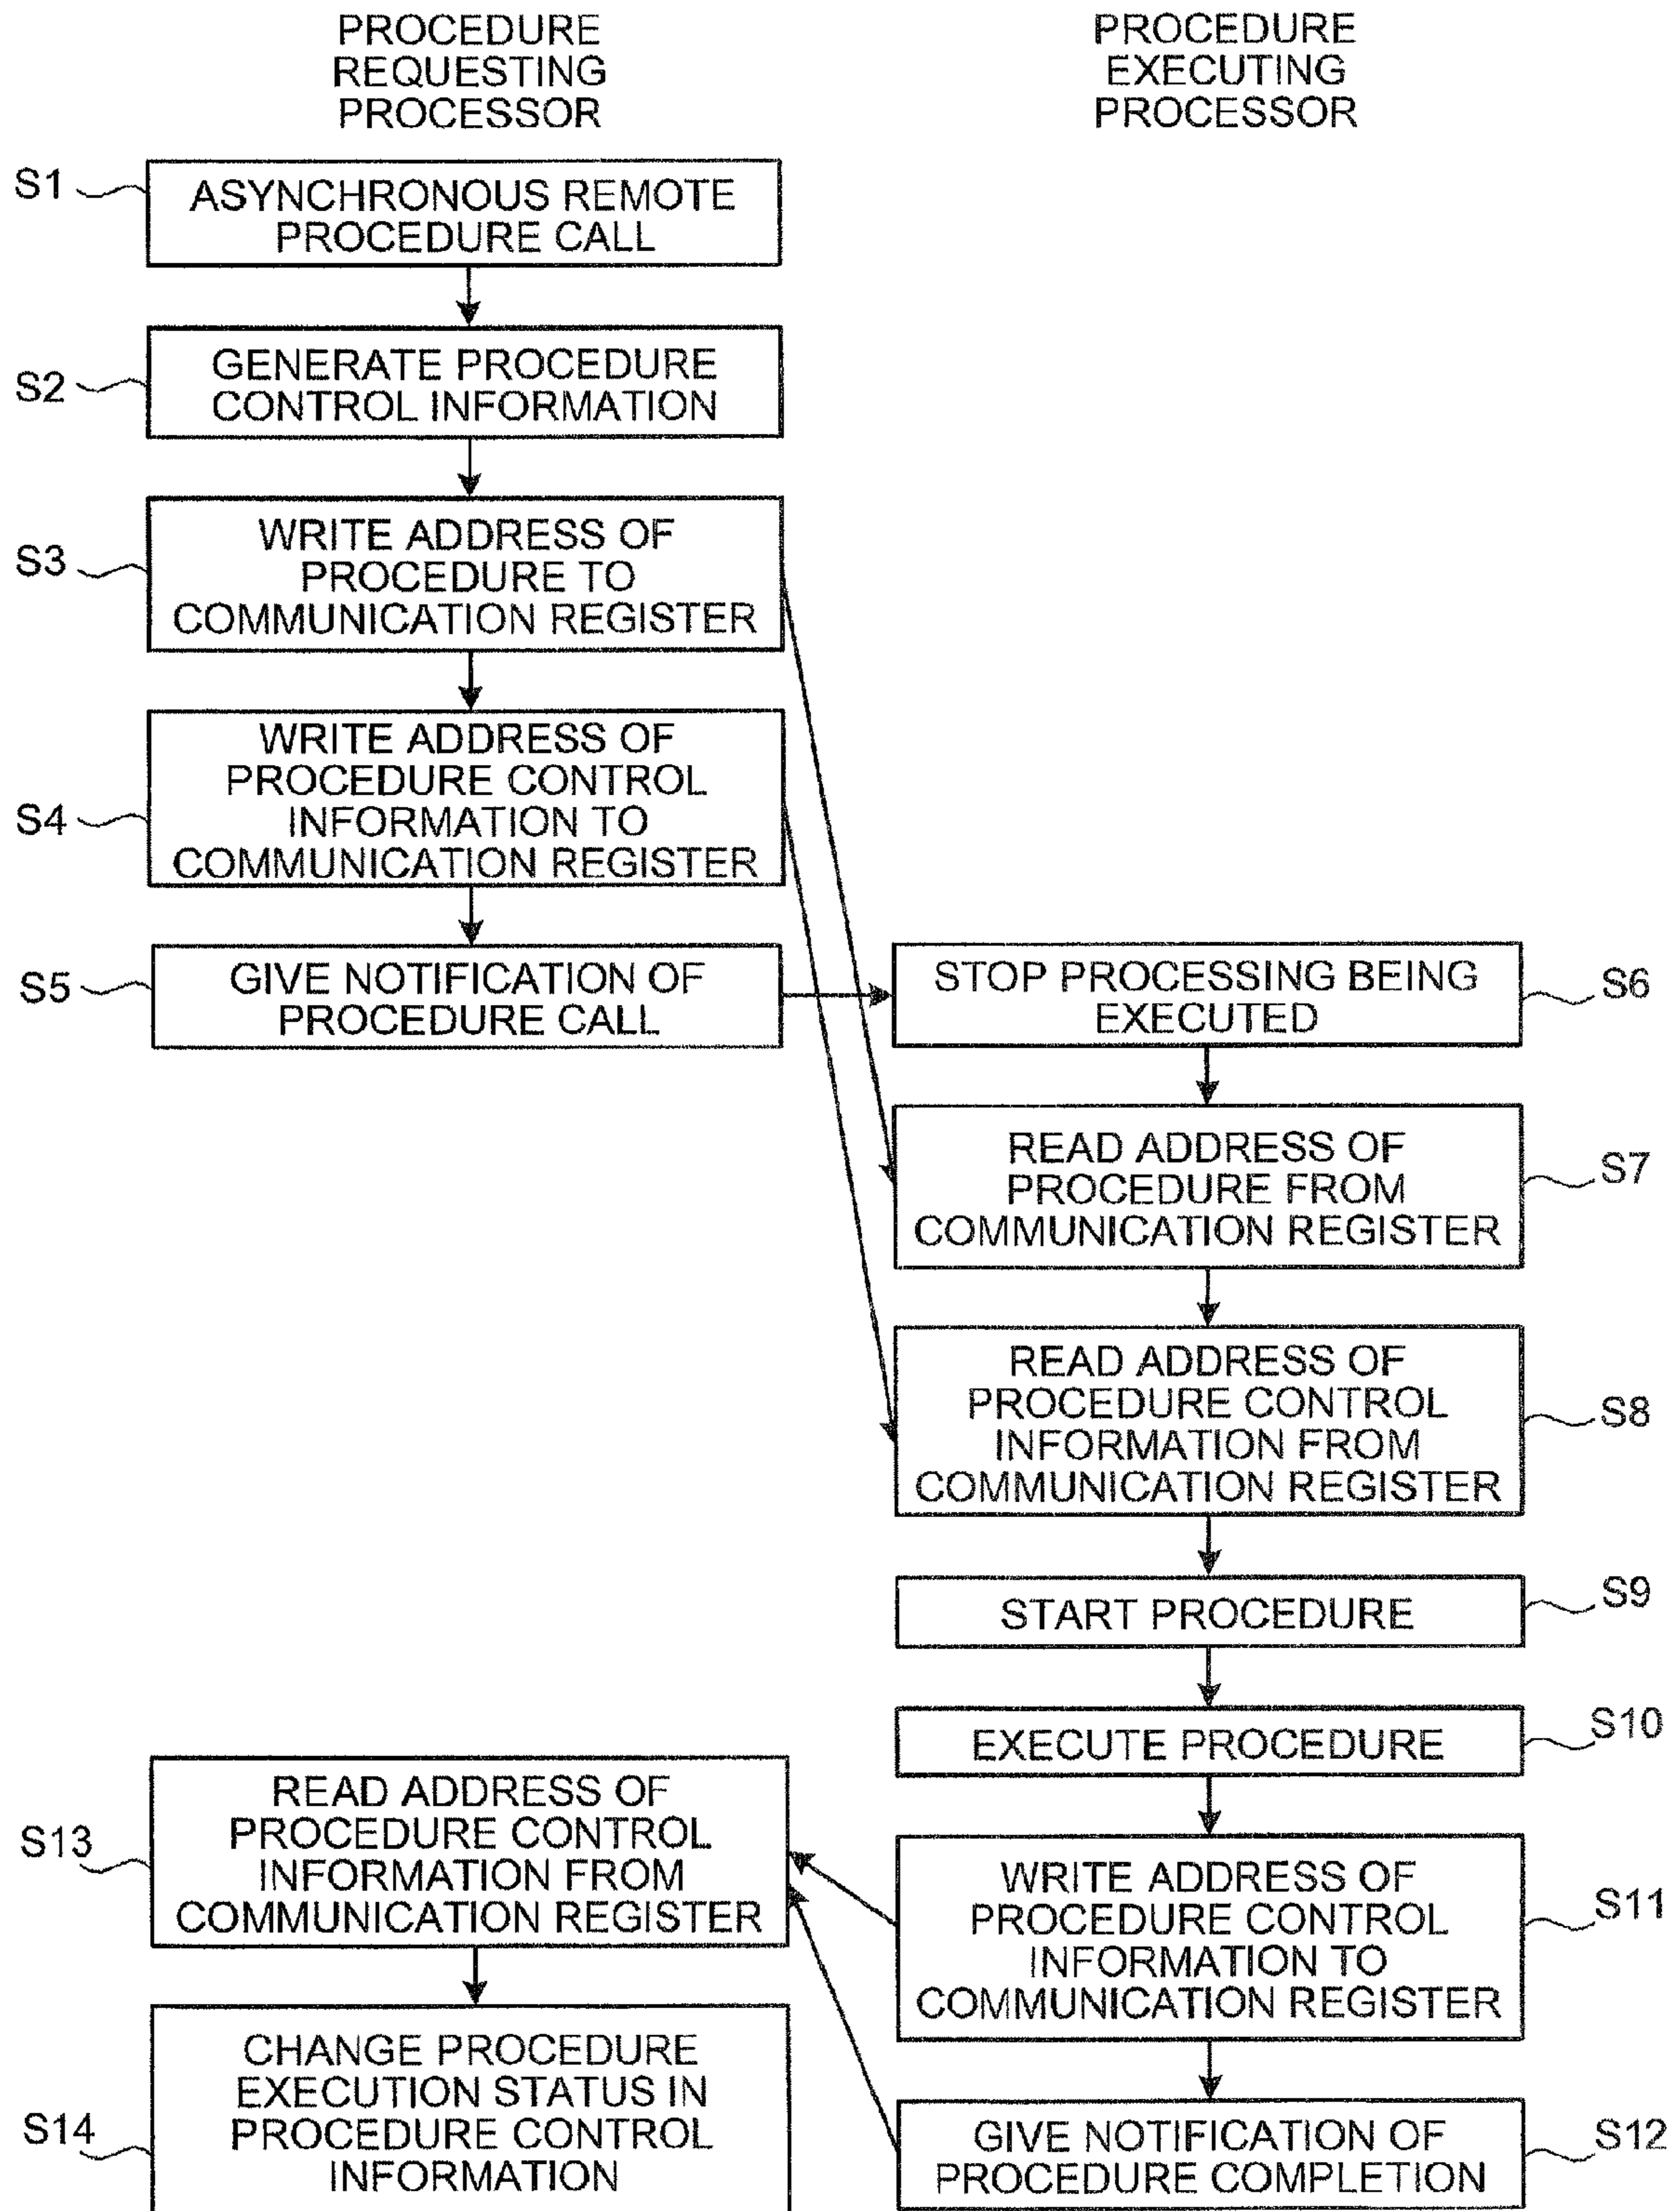 PROCEDURE
REQUESTING
PROCESSOR
PROCEDURE
EXECUTING
PROCESSOR
S1
ASYNCHRONOUS REMOTE
PROCEDURE CALL
S2
GENERATE PROCEDURE
CONTROL INFORMATION
S3
WRITE ADDRESS OF
PROCEDURE TO
COMMUNICATION REGISTER
S4
WRITE ADDRESS OF
PROCEDURE CONTROL
INFORMATION TO
COMMUNICATION REGISTER
S5
GIVE NOTIFICATION OF
PROCEDURE CALL
STOP PROCESSING BEING
EXECUTED
S6
READ ADDRESS OF
PROCEDURE FROM
COMMUNICATION REGISTER
S7
READ ADDRESS OF
PROCEDURE CONTROL
INFORMATION FROM
COMMUNICATION REGISTER
S8
START PROCEDURE
S9
EXECUTE PROCEDURE
S10
WRITE ADDRESS OF
PROCEDURE CONTROL
INFORMATION TO
COMMUNICATION REGISTER
S11
GIVE NOTIFICATION OF
PROCEDURE COMPLETION
S12
S13
READ ADDRESS OF
PROCEDURE CONTROL
INFORMATION FROM
COMMUNICATION REGISTER
S14
CHANGE PROCEDURE
EXECUTION STATUS IN
PROCEDURE CONTROL
INFORMATION